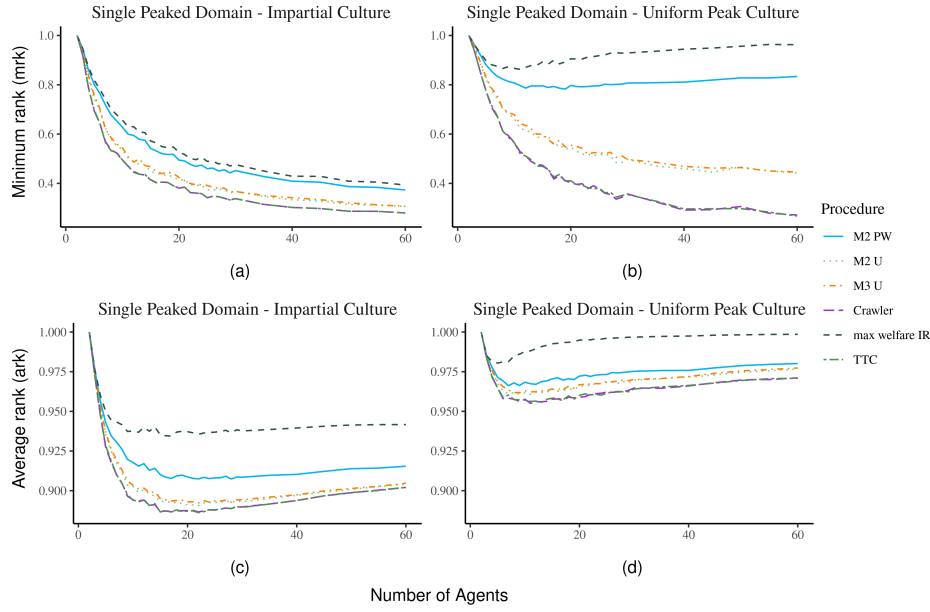 Single Peaked Domain - Impartial Culture
Single Peaked Domain - Uniform Peak Culture
Minimum rank (mrk)
1.0
0.8
0.6
0.4
0
20
40
60
(a)
1.0
0.8
0.6
0.4
0
20
40
60
(b)
Procedure
M2 PW
M2 U
M3 U
Crawler
max welfare IR
TTC
Single Peaked Domain - Impartial Culture
Single Peaked Domain - Uniform Peak Culture
Average rank (ark)
1.000
0.975
0.950
0.925
0.900
0
20
40
60
(c)
1.000
0.975
0.950
0.925
0.900
0
20
40
60
(d)
Number of Agents